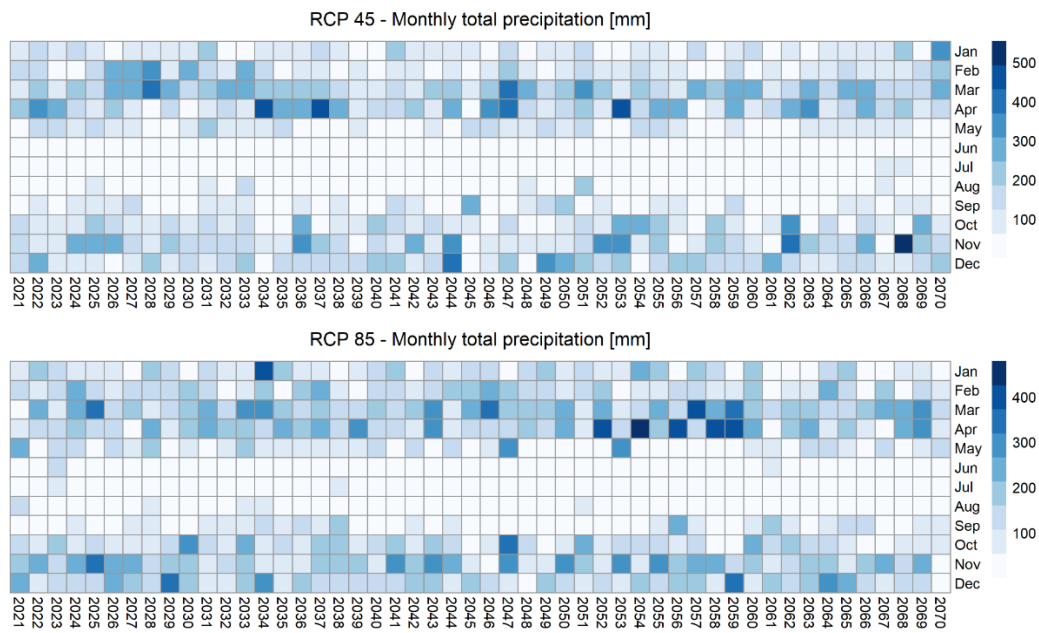 RCP 45 - Monthly total precipitation [mm]
Jan
Feb
Mar
Apr
May
Jun
Jul
Aug
Sep
Oct
Nov
Dec
500
400
300
200
100
2021 2022 2023 2024 2025 2026 2027 2028 2029 2030 2031 2032 2033 2034 2035 2036 2037 2038 2039 2040 2041 2042 2043 2044 2045 2046 2047 2048 2049 2050 2051 2052 2053 2054 2055 2056 2057 2058 2059 2060 2061 2062 2063 2064 2065 2066 2067 2068 2069 2070
RCP 85 - Monthly total precipitation [mm]
Jan
Feb
Mar
Apr
May
Jun
Jul
Aug
Sep
Oct
Nov
Dec
400
300
200
100
2021 2022 2023 2024 2025 2026 2027 2028 2029 2030 2031 2032 2033 2034 2035 2036 2037 2038 2039 2040 2041 2042 2043 2044 2045 2046 2047 2048 2049 2050 2051 2052 2053 2054 2055 2056 2057 2058 2059 2060 2061 2062 2063 2064 2065 2066 2067 2068 2069 2070